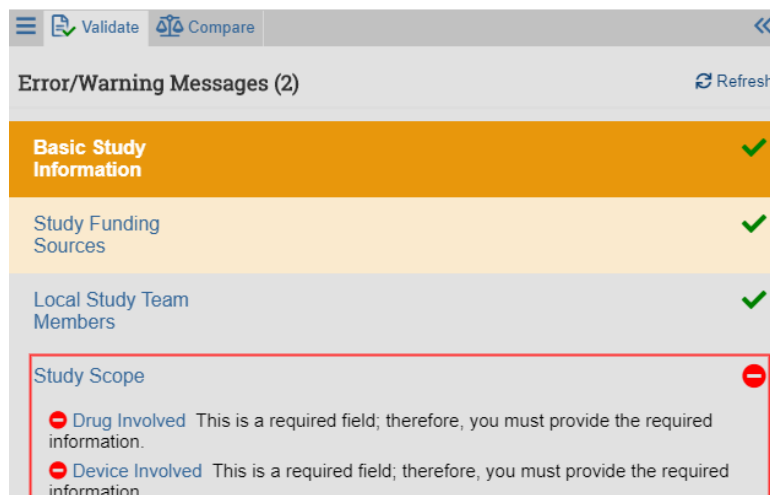 Validate Compare
Error/Warning Messages (2) Refresh
Basic Study
Information
Study Funding
Sources
Local Study Team
Members
Study Scope
Drug Involved This is a required field; therefore, you must provide the required
information.
Device Involved This is a required field; therefore, you must provide the required
information